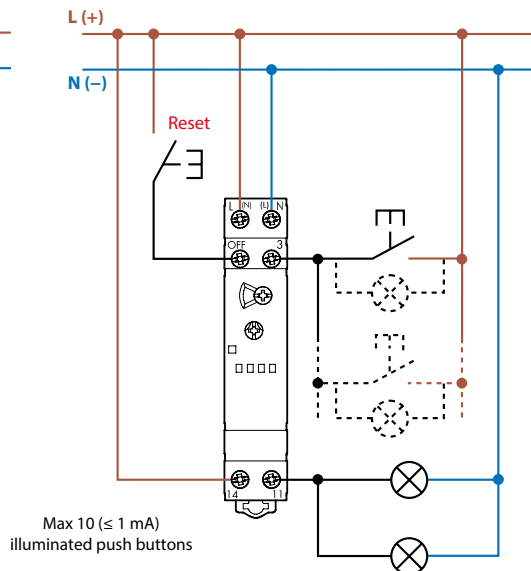 L (+)
N (−)
Reset
L (N) (L) N
OFF 3
14 11
Max 10 (≤ 1 mA)
illuminated push buttons